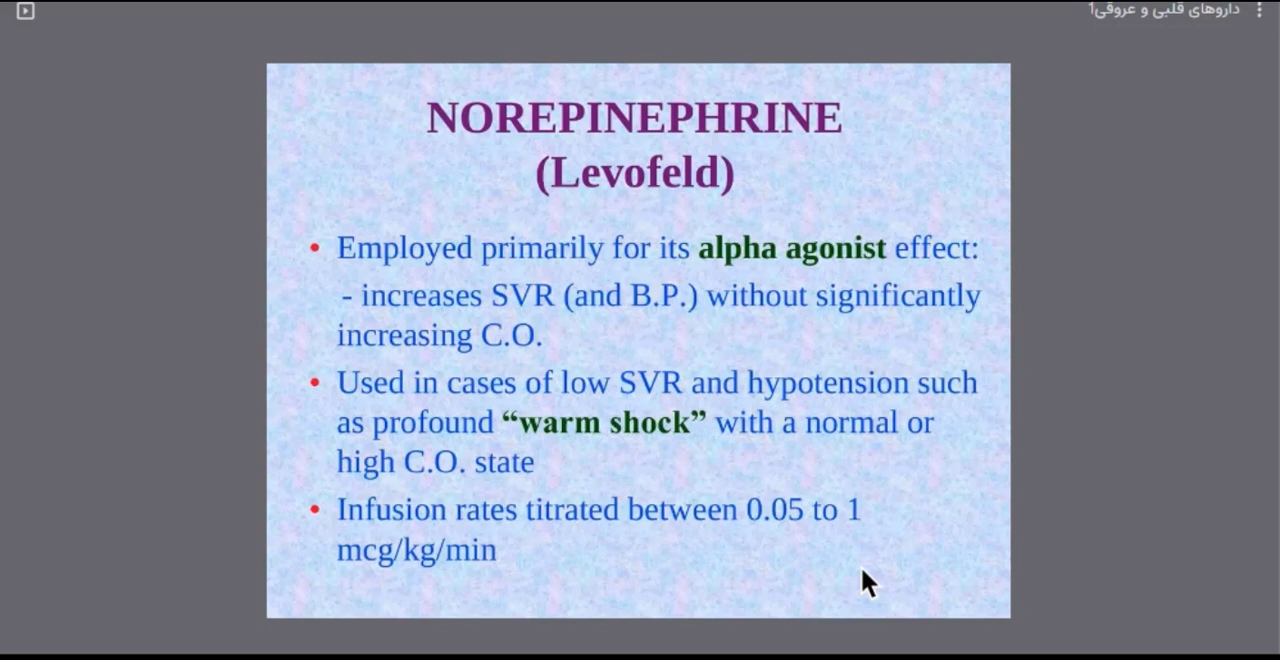 داروهای قلبی و عروقی1
NOREPINEPHRINE
(Levofeld)
• Employed primarily for its alpha agonist effect:
- increases SVR (and B.P.) without significantly
increasing C.O.
• Used in cases of low SVR and hypotension such
as profound “warm shock” with a normal or
high C.O. state
• Infusion rates titrated between 0.05 to 1
mcg/kg/min